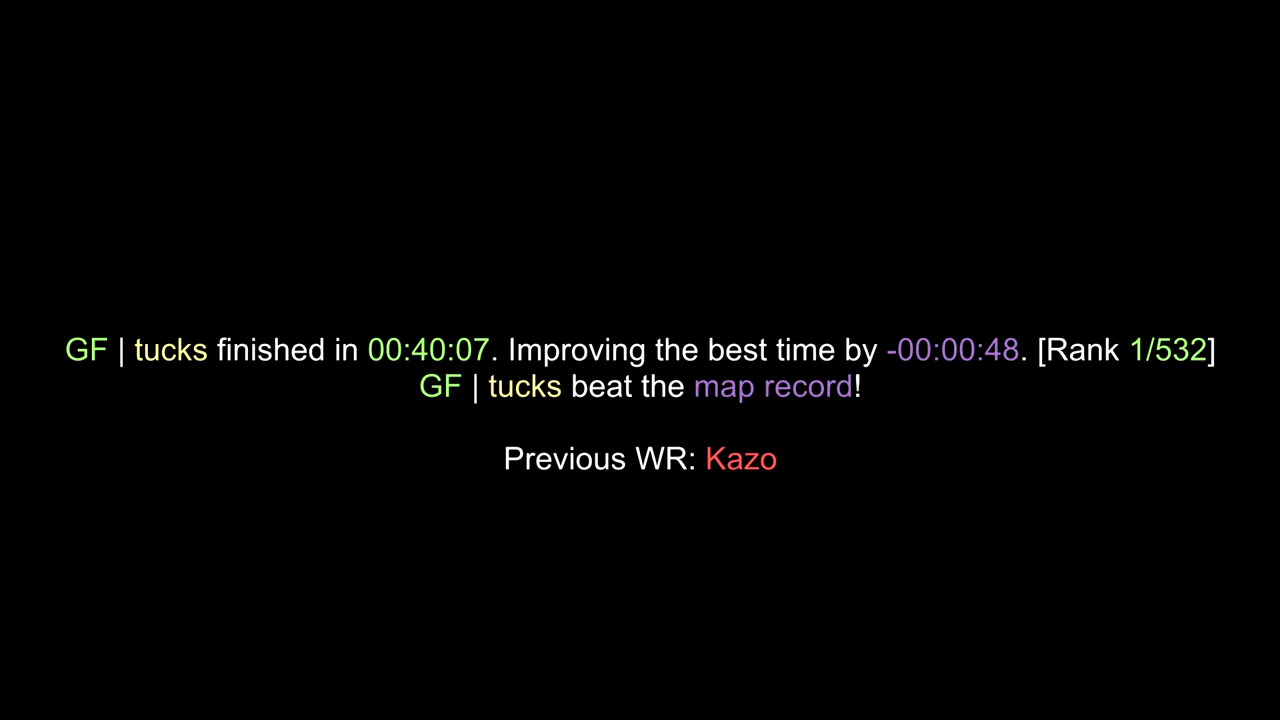 GF | tucks finished in 00:40:07. Improving the best time by -00:00:48. [Rank 1/532]
GF | tucks beat the map record!
Previous WR: Kazo